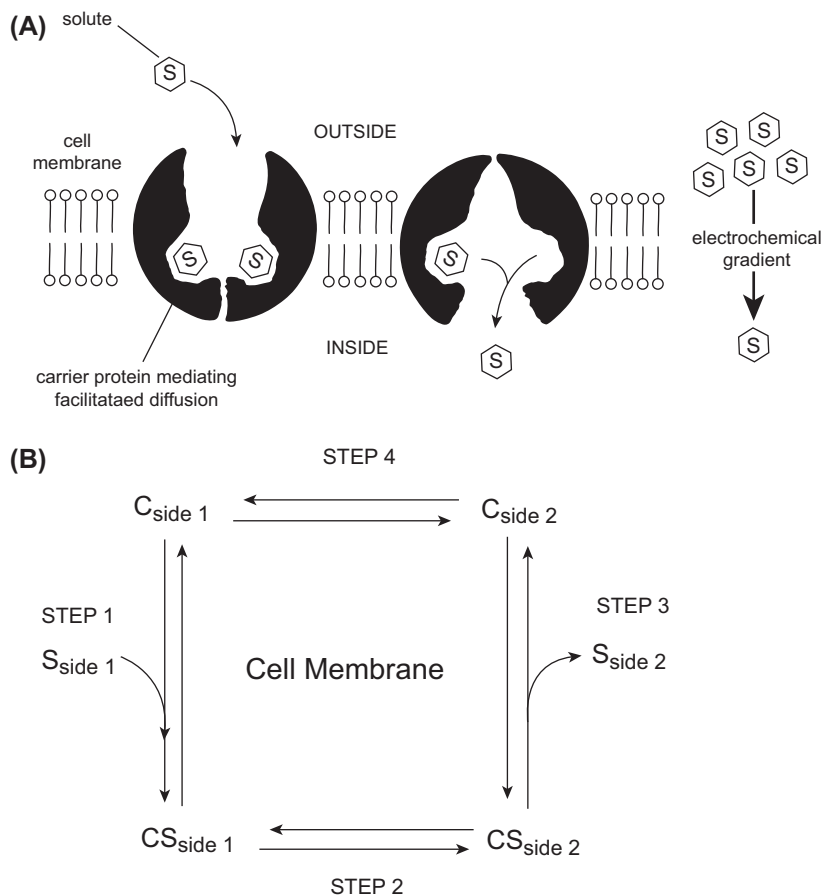 (A)
solute
S
cell
membrane
OUTSIDE
S S
S
S
S S
S S S
electrochemical
gradient
S
INSIDE
carrier protein mediating
facilitataed diffusion
(B)
STEP 4
C side 1
C side 2
STEP 1
S side 1
Cell Membrane
STEP 3
S side 2
CS side 1
CS side 2
STEP 2